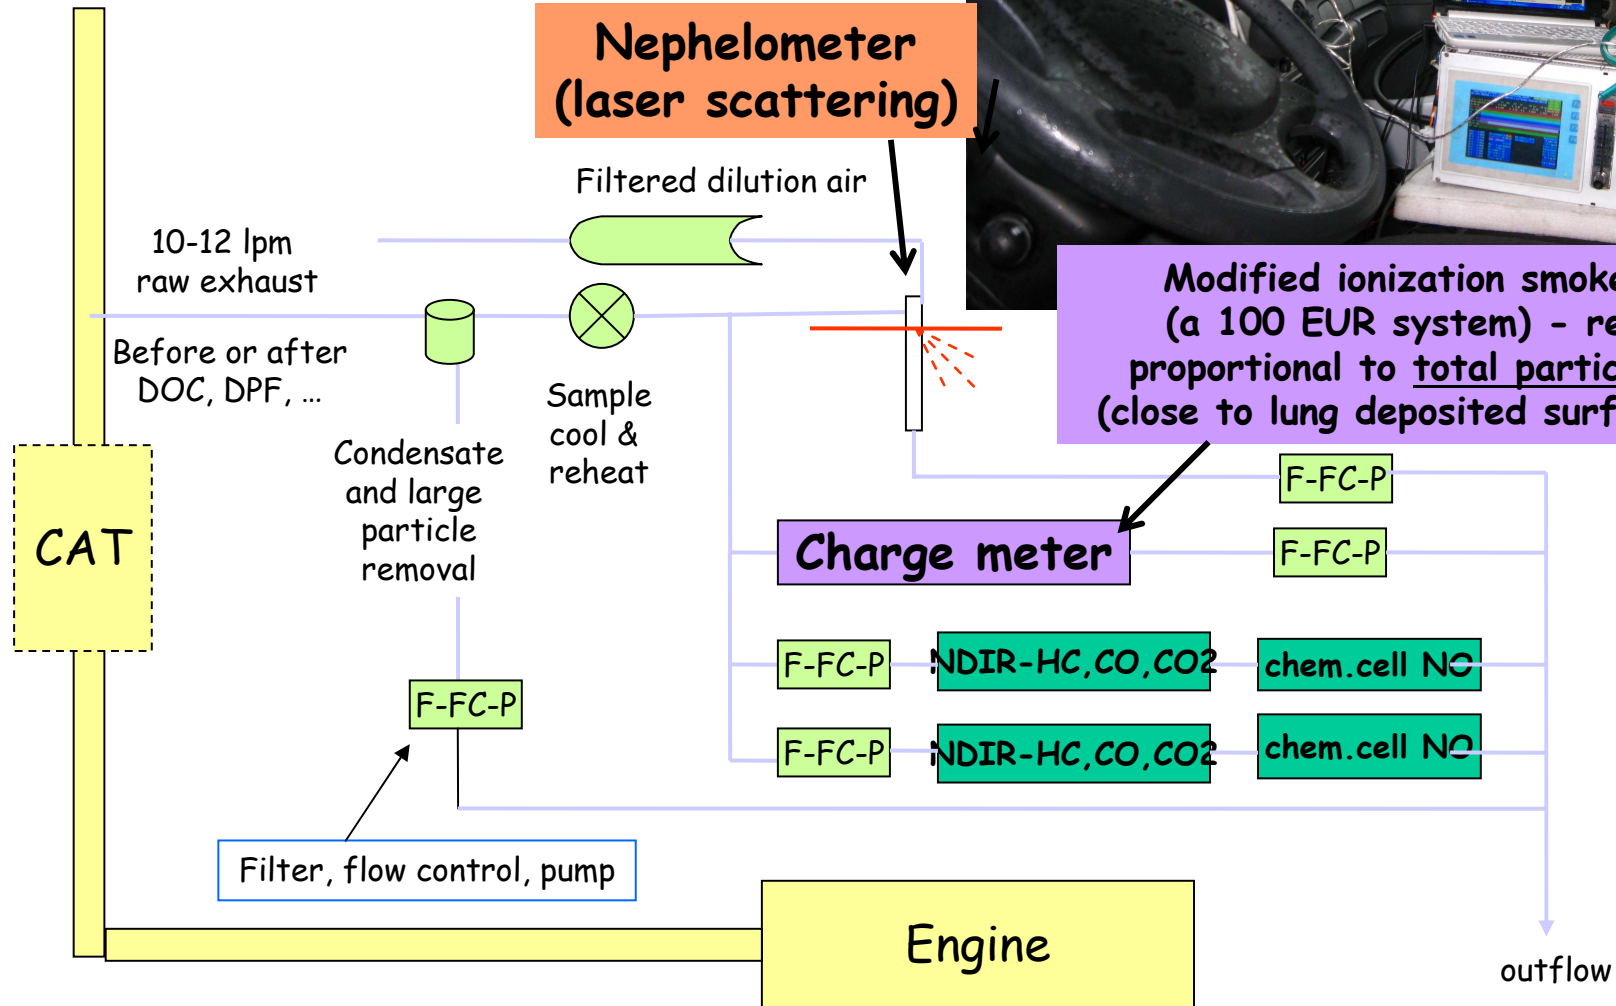 Nephelometer
(laser scattering)
Filtered dilution air
10-12 lpm
raw exhaust
Before or after
DOC, DPF, …
Sample
cool &
reheat
Condensate
and large
particle
removal
Modified ionization smoke
(a 100 EUR system) - re
proportional to total partic
(close to lung deposited surf
CAT
F-FC-P
Charge meter
F-FC-P
F-FC-P
NDIR-HC,CO,CO2
chem.cell NO
F-FC-P
F-FC-P
NDIR-HC,CO,CO2
chem.cell NO
Filter, flow control, pump
Engine
outflow